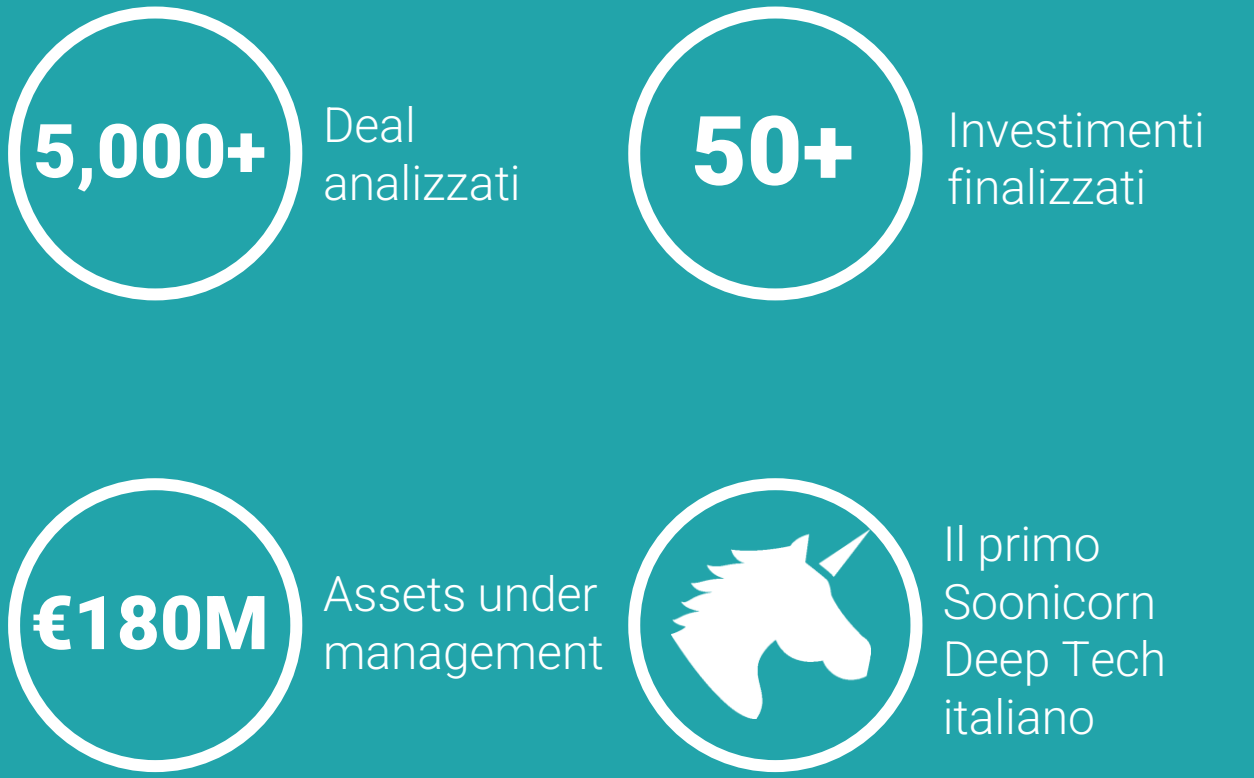 5,000+
Deal
analizzati
50+
Investimenti
finalizzati
€180M
Assets under
management
Il primo
Soonicorn
Deep Tech
italiano